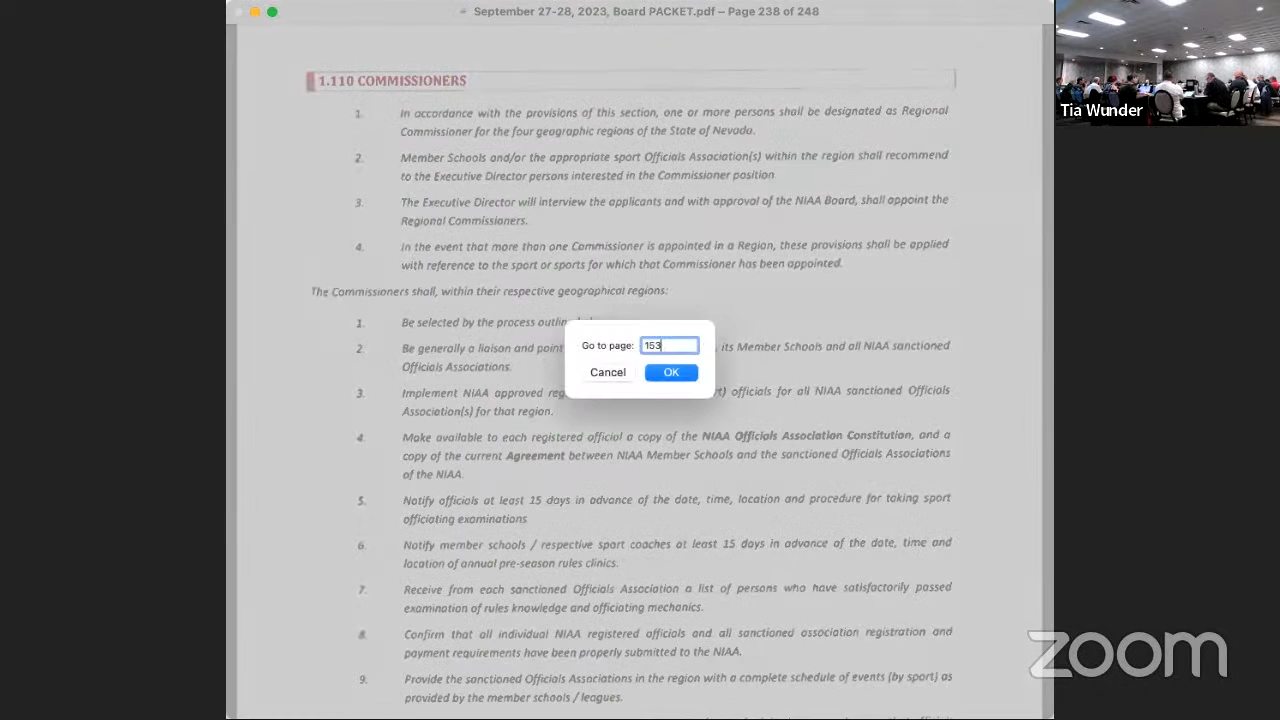 September 27-28, 2023, Board PACKET.pdf – Page 238 of 248
Tia Wunder
1.110 COMMISSIONERS
1. In accordance with the provisions of this section, one or more persons shall be designated as Regional
Commissioner for the four geographic regions of the State of Nevada.
2. Member Schools and/or the appropriate sport Officials Association(s) within the region shall recommend
to the Executive Director persons interested in the Commissioner position
3. The Executive Director will interview the applicants and with approval of the NIAA Board, shall appoint the
Regional Commissioners.
4. In the event that more than one Commissioner is appointed in a Region, these provisions shall be applied
with reference to the sport or sports for which that Commissioner has been appointed.
The Commissioners shall, within their respective geographical regions:
1. Be selected by the process
2. Be generally a liaison and point its Member Schools and all NIAA sanctioned
Officials Associations.
Go to page: 153
Cancel OK
3. Implement NIAA approved officials for all NIAA sanctioned Officials
Association(s) for that region.
4. Make available to each registered official a copy of the NIAA Officials Association Constitution, and a
copy of the current Agreement between NIAA Member Schools and the sanctioned Officials Associations
of the NIAA.
5. Notify officials at least 15 days in advance of the date, time, location and procedure for taking sport
officiating examinations
6. Notify member schools / respective sport coaches at least 15 days in advance of the date, time and
location of annual pre-season rules clinics.
7. Receive from each sanctioned Officials Association a list of persons who have satisfactorily passed
examination of rules knowledge and officiating mechanics.
8. Confirm that all individual NIAA registered officials and all sanctioned association registration and
payment requirements have been properly submitted to the NIAA.
9. Provide the sanctioned Officials Associations in the region with a complete schedule of events (by sport) as
provided by the member schools / leagues.
zoom